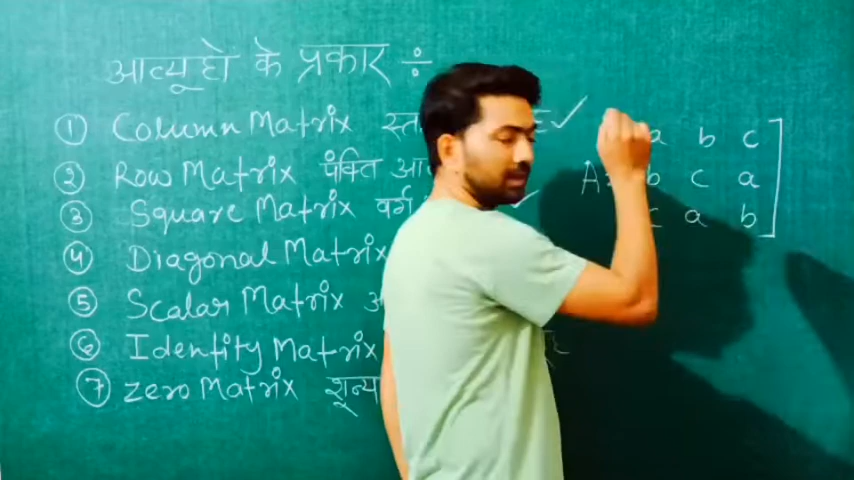 आव्यूहो के प्रकार ÷
① Column Matrix ✓
② Row Matrix पंक्ति
③ Square Matrix वर्ग ✓
④ Diagonal Matrix
⑤ Scalar Matrix
⑥ Identity Matrix
⑦ zero Matrix शून्य
a b c
A = b c a
c a b